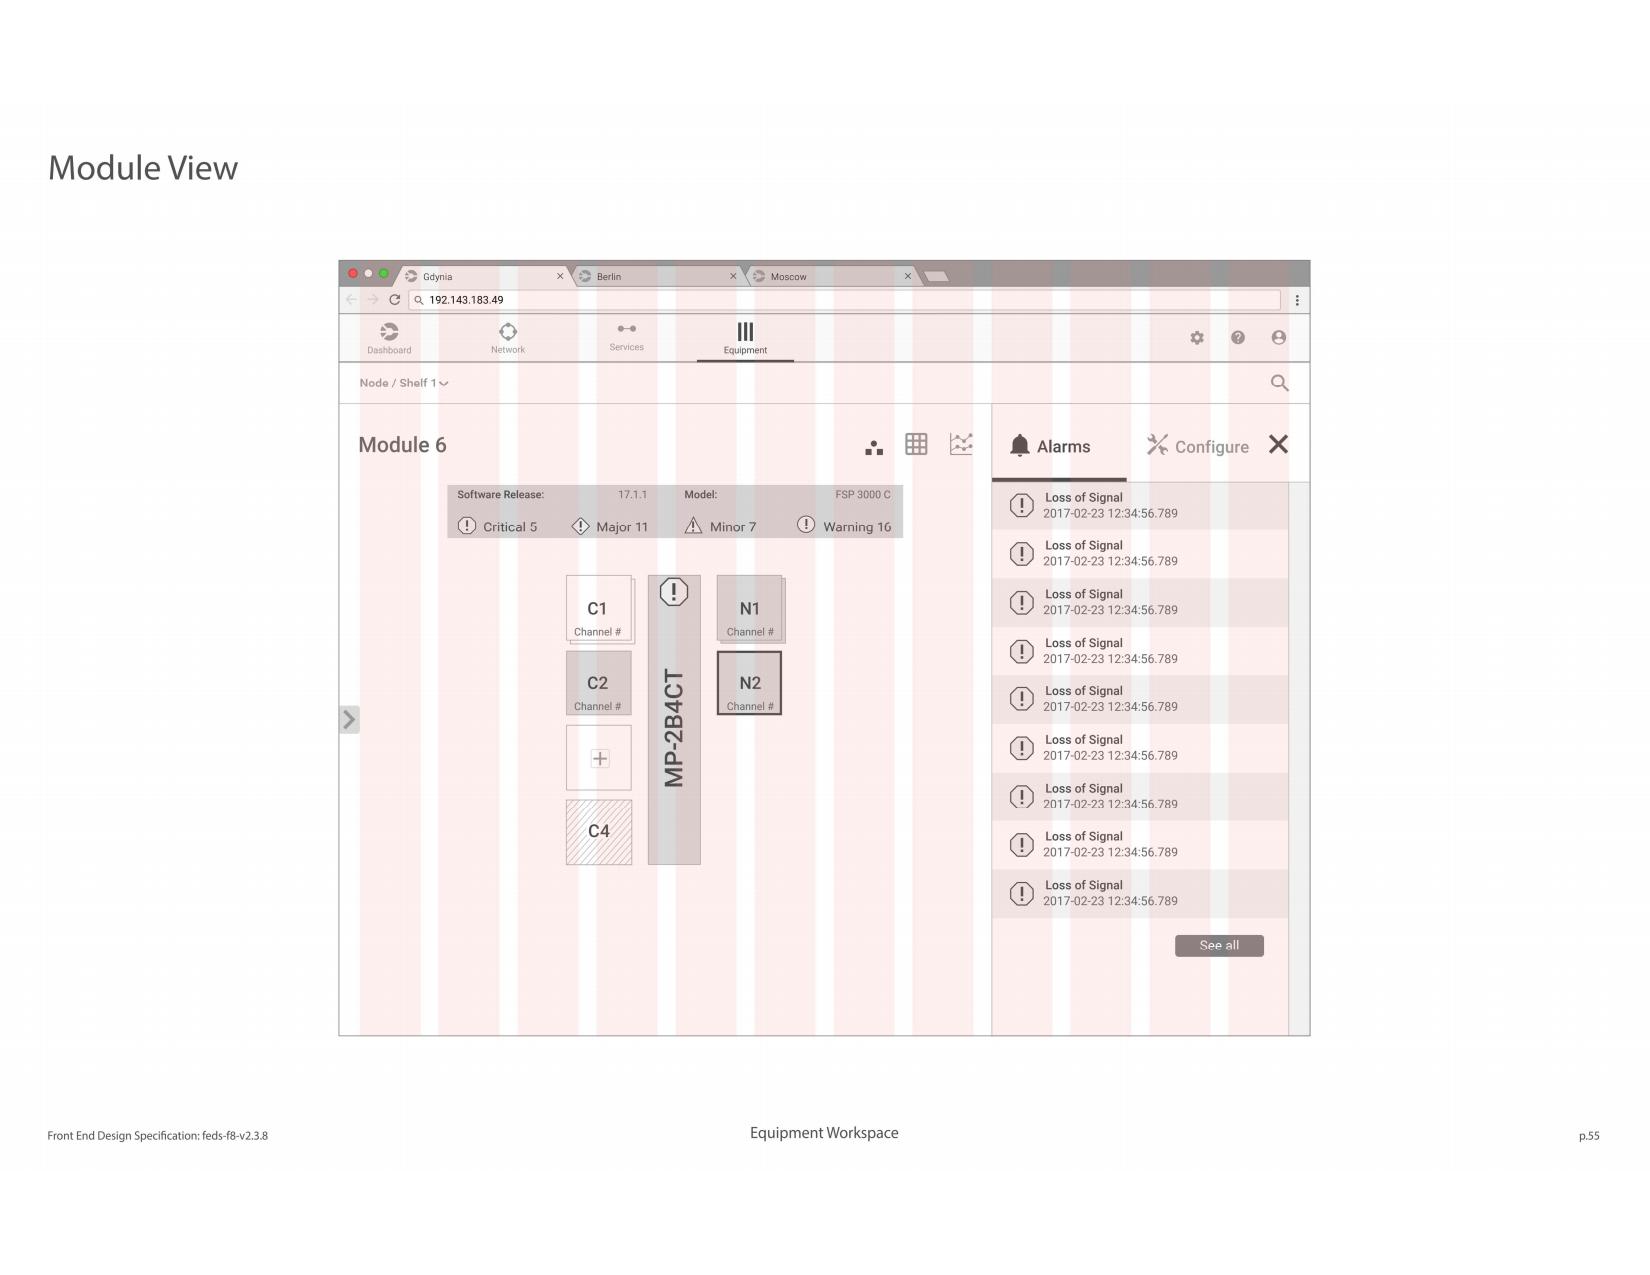 Module View
Gdynia
Berlin
Moscow
192.143.183.49
Dashboard
Network
Services
Equipment
Node / Shelf 1
Module 6
Alarms
Configure
Software Release: 17.1.1 Model: FSP 3000 C
Critical 5 Major 11 Minor 7 Warning 16
C1
Channel #
C2
Channel #
C4
MP-2B4CT
N1
Channel #
N2
Channel #
Loss of Signal
2017-02-23 12:34:56.789
Loss of Signal
2017-02-23 12:34:56.789
Loss of Signal
2017-02-23 12:34:56.789
Loss of Signal
2017-02-23 12:34:56.789
Loss of Signal
2017-02-23 12:34:56.789
Loss of Signal
2017-02-23 12:34:56.789
Loss of Signal
2017-02-23 12:34:56.789
Loss of Signal
2017-02-23 12:34:56.789
Loss of Signal
2017-02-23 12:34:56.789
See all
Front End Design Specification: feds-f8-v2.3.8
Equipment Workspace
p.55